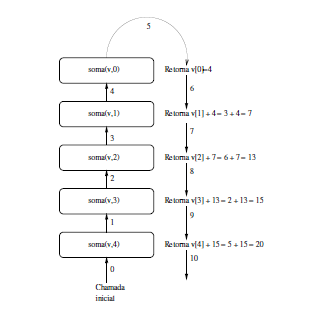 5
soma(v,0)
Retorna v[0]=4
4
6
soma(v,1)
Retorna v[1] + 4 = 3 + 4 = 7
3
7
soma(v,2)
Retorna v[2] + 7 = 6 + 7 = 13
2
8
soma(v,3)
Retorna v[3] + 13 = 2 + 13 = 15
1
9
soma(v,4)
Retorna v[4] + 15 = 5 + 15 = 20
0
10
Chamada
inicial